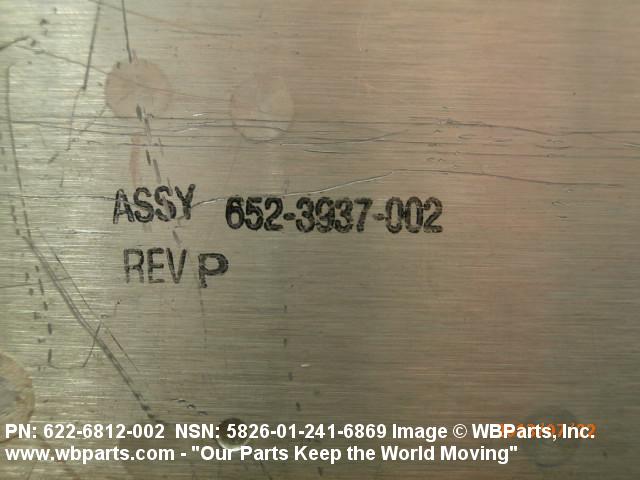 ASSY 652-3937-002
REV P
PN: 622-6812-002 NSN: 5826-01-241-6869 Image © WBParts, Inc.
www.wbparts.com - "Our Parts Keep the World Moving"